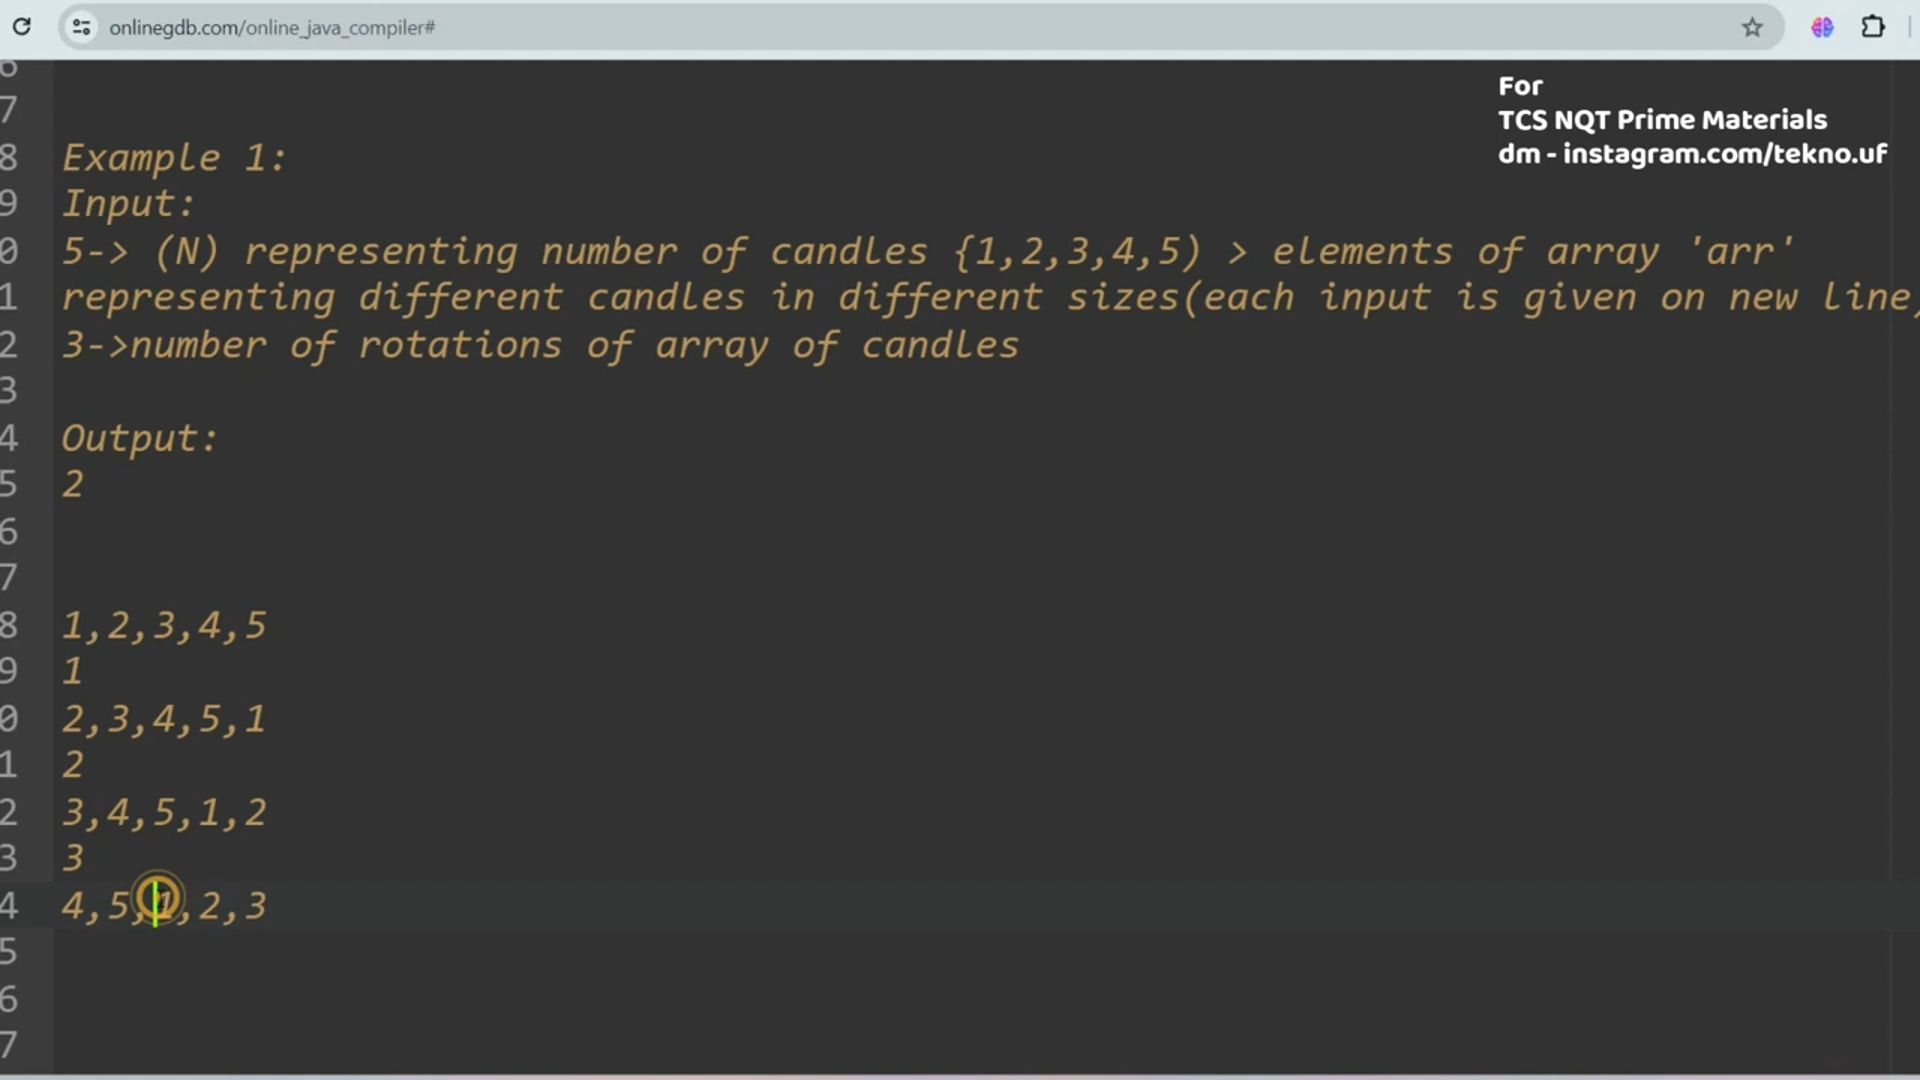 onlinegdb.com/online_java_compiler#
For
TCS NQT Prime Materials
dm - instagram.com/tekno.uf
6
7
8 Example 1:
9 Input:
0 5-> (N) representing number of candles {1,2,3,4,5) > elements of array 'arr'
1 representing different candles in different sizes(each input is given on new line)
2 3->number of rotations of array of candles
3
4 Output:
5 2
6
7
8 1,2,3,4,5
9 1
0 2,3,4,5,1
1 2
2 3,4,5,1,2
3 3
4 4,5,1,2,3
5
6
7